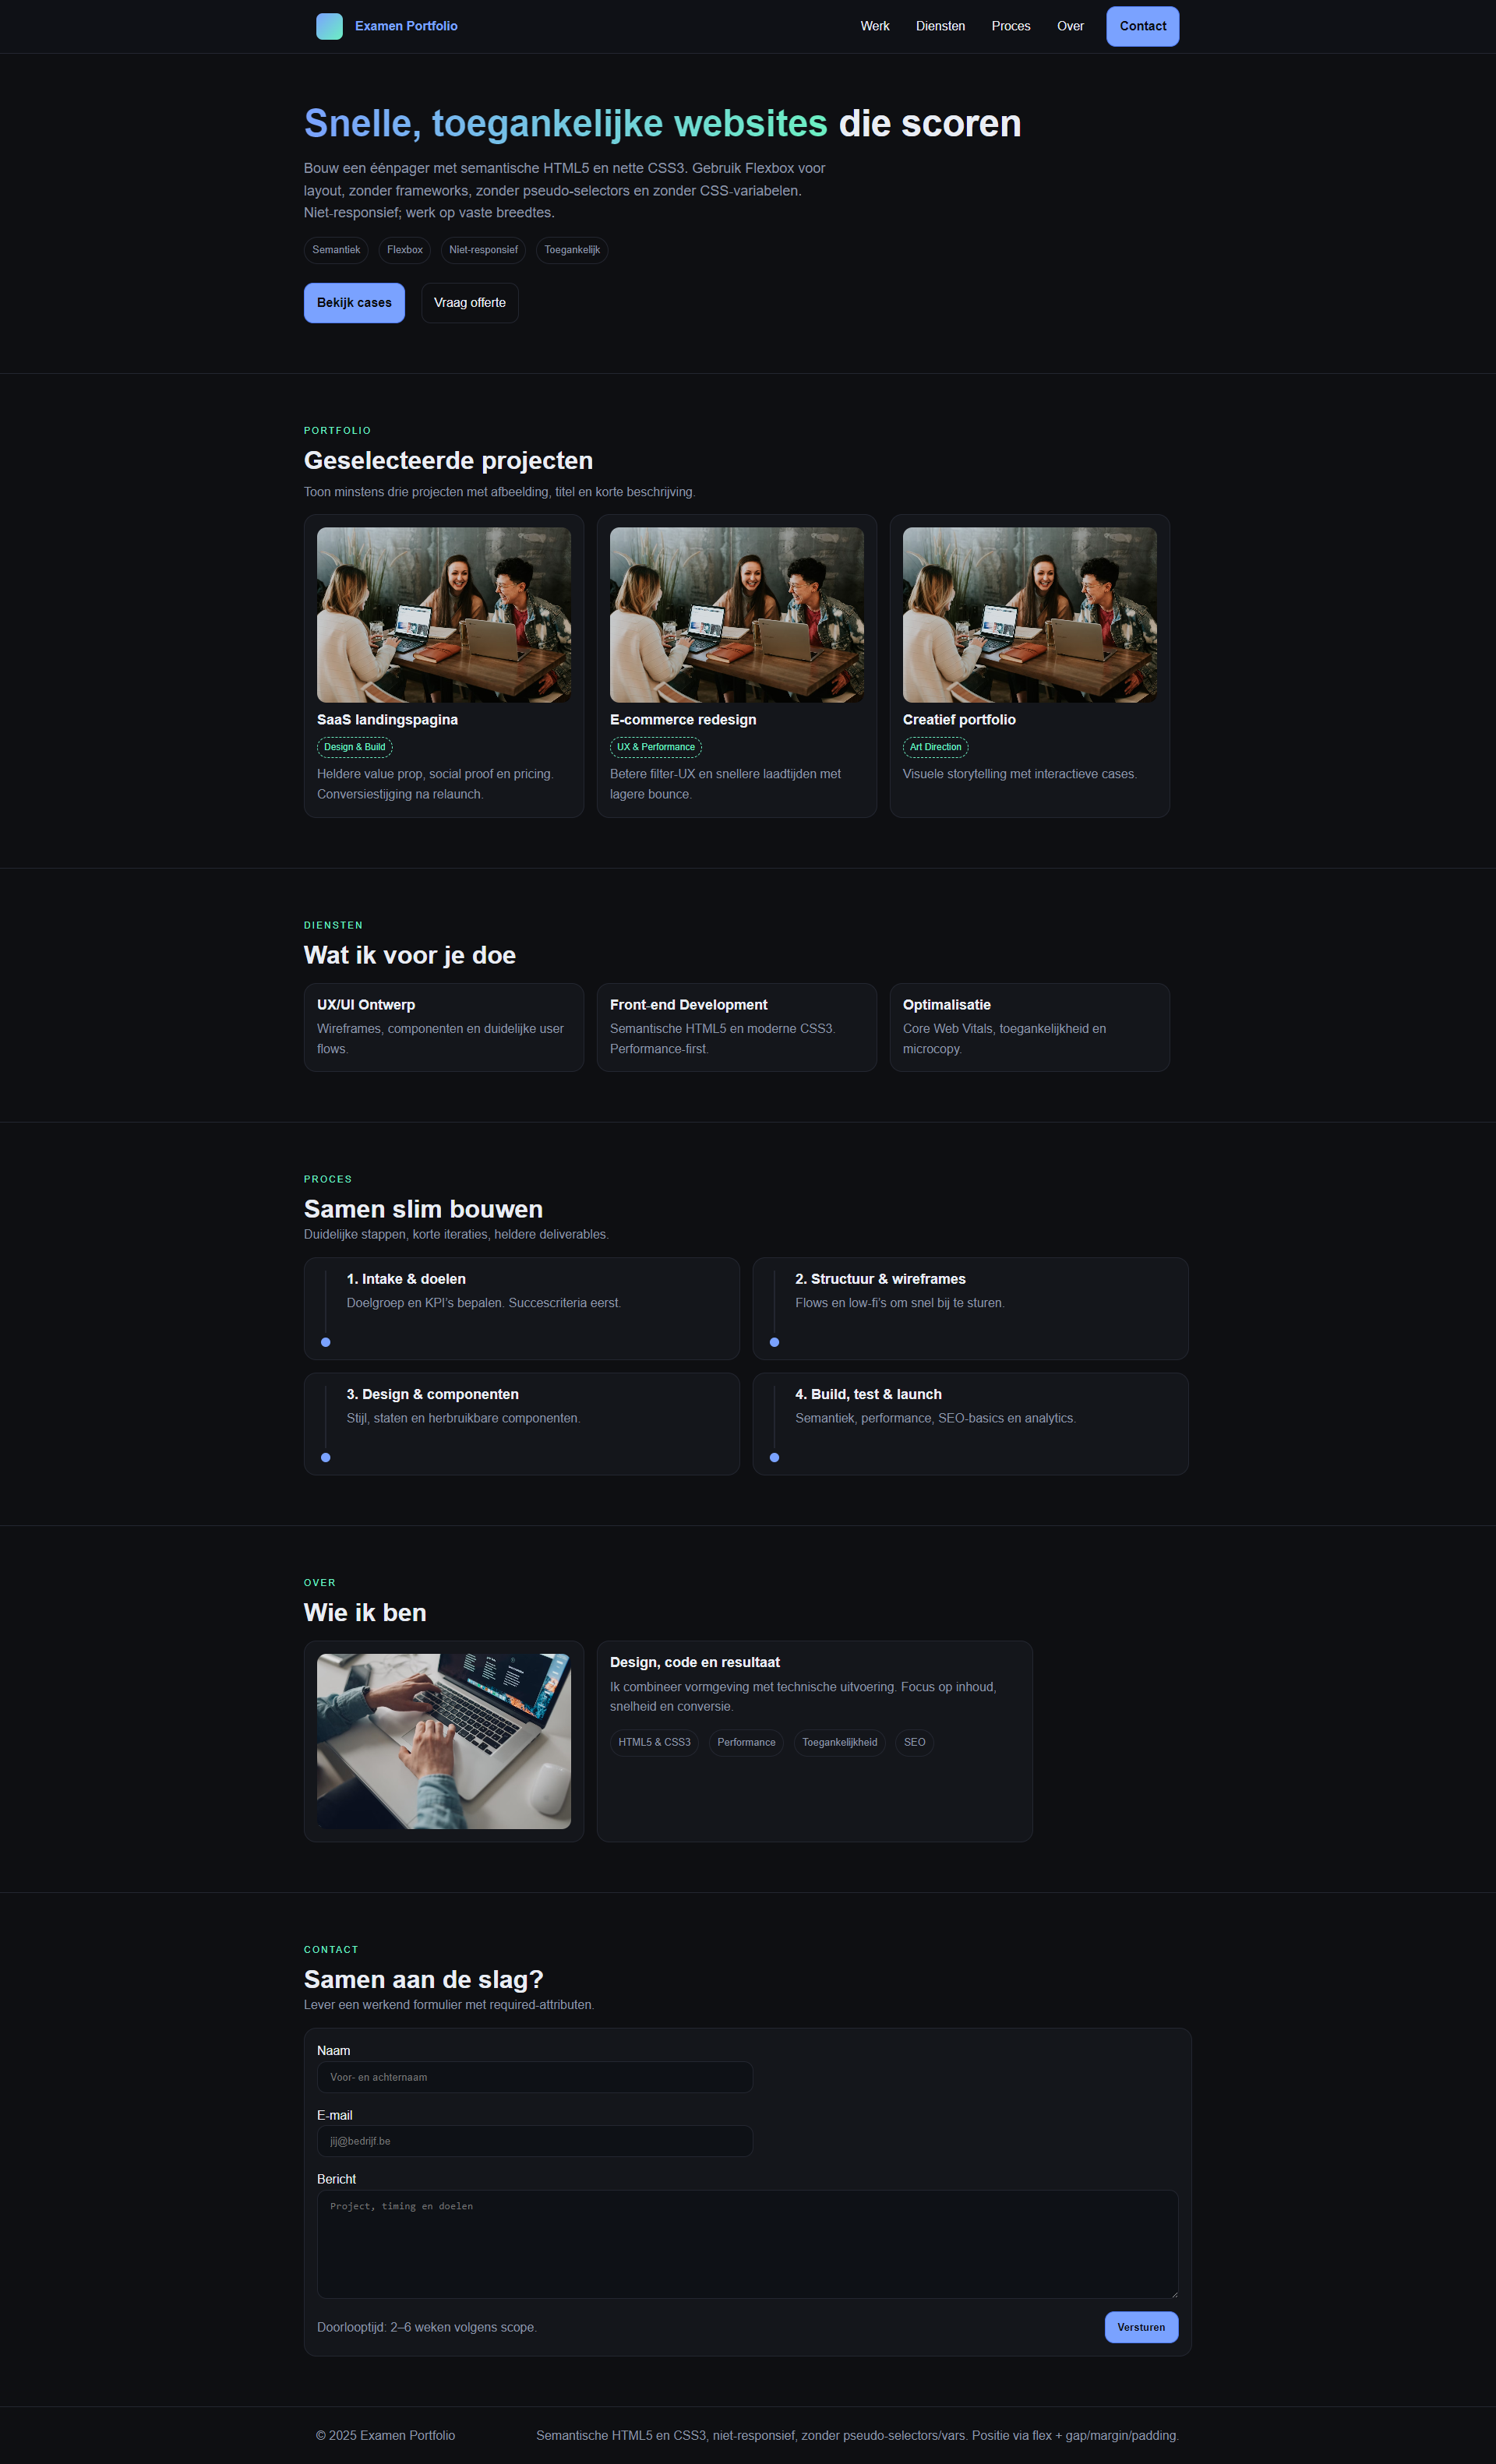 Examen Portfolio
Werk
Diensten
Proces
Over
Contact
Snelle, toegankelijke websites die scoren
Bouw een éénpager met semantische HTML5 en nette CSS3. Gebruik Flexbox voor
layout, zonder frameworks, zonder pseudo-selectors en zonder CSS-variabelen.
Niet-responsief; werk op vaste breedtes.
Semantiek
Flexbox
Niet-responsief
Toegankelijk
Bekijk cases
Vraag offerte
PORTFOLIO
Geselecteerde projecten
Toon minstens drie projecten met afbeelding, titel en korte beschrijving.
SaaS landingspagina
Design & Build
Heldere value prop, social proof en pricing.
Conversiestijging na relaunch.
E-commerce redesign
UX & Performance
Betere filter-UX en snellere laadtijden met
lagere bounce.
Creatief portfolio
Art Direction
Visuele storytelling met interactieve cases.
DIENSTEN
Wat ik voor je doe
UX/UI Ontwerp
Wireframes, componenten en duidelijke user
flows.
Front-end Development
Semantische HTML5 en moderne CSS3.
Performance-first.
Optimalisatie
Core Web Vitals, toegankelijkheid en
microcopy.
PROCES
Samen slim bouwen
Duidelijke stappen, korte iteraties, heldere deliverables.
1. Intake & doelen
Doelgroep en KPI's bepalen. Succescriteria eerst.
2. Structuur & wireframes
Flows en low-fi's om snel bij te sturen.
3. Design & componenten
Stijl, staten en herbruikbare componenten.
4. Build, test & launch
Semantiek, performance, SEO-basics en analytics.
OVER
Wie ik ben
Design, code en resultaat
Ik combineer vormgeving met technische uitvoering. Focus op inhoud,
snelheid en conversie.
HTML5 & CSS3
Performance
Toegankelijkheid
SEO
CONTACT
Samen aan de slag?
Lever een werkend formulier met required-attributen.
Naam
Voor- en achternaam
E-mail
jij@bedrijf.be
Bericht
Project, timing en doelen
Doorlooptijd: 2–6 weken volgens scope.
Versturen
© 2025 Examen Portfolio
Semantische HTML5 en CSS3, niet-responsief, zonder pseudo-selectors/vars. Positie via flex + gap/margin/padding.